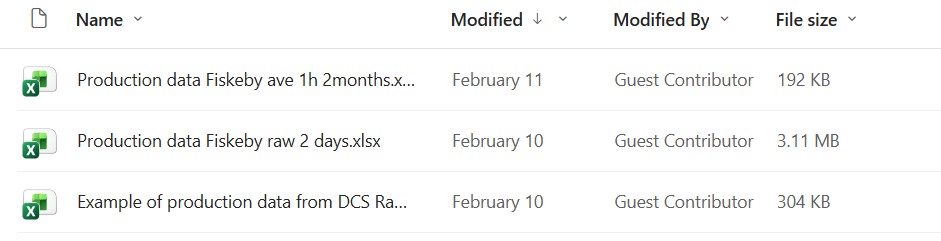 Name Modified Modified By File size
Production data Fiskeby ave 1h 2months.x... February 11 Guest Contributor 192 KB
Production data Fiskeby raw 2 days.xlsx February 10 Guest Contributor 3.11 MB
Example of production data from DCS Ra... February 10 Guest Contributor 304 KB